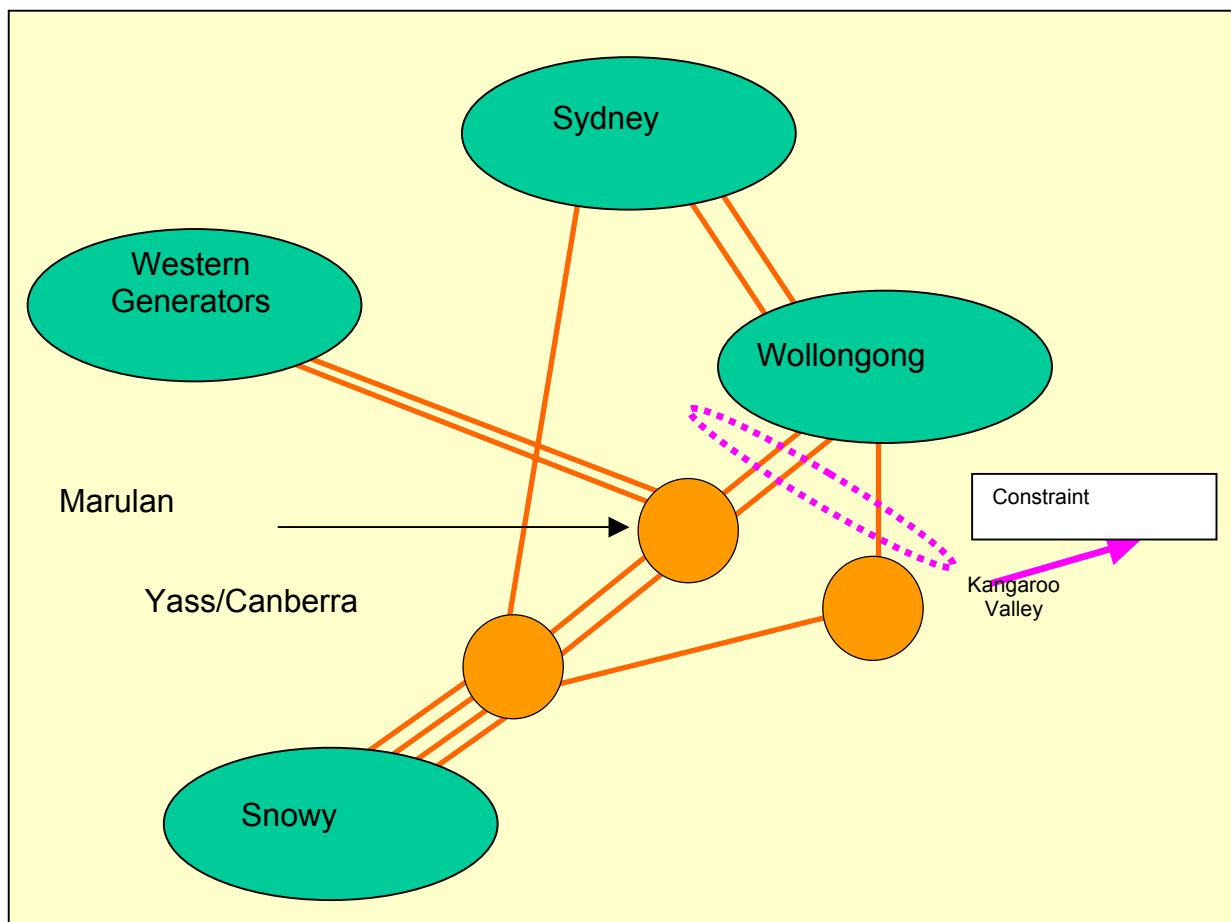 Sydney
Western
Generators
Wollongong
Marulan
Constraint
Yass/Canberra
Kangaroo
Valley
Snowy